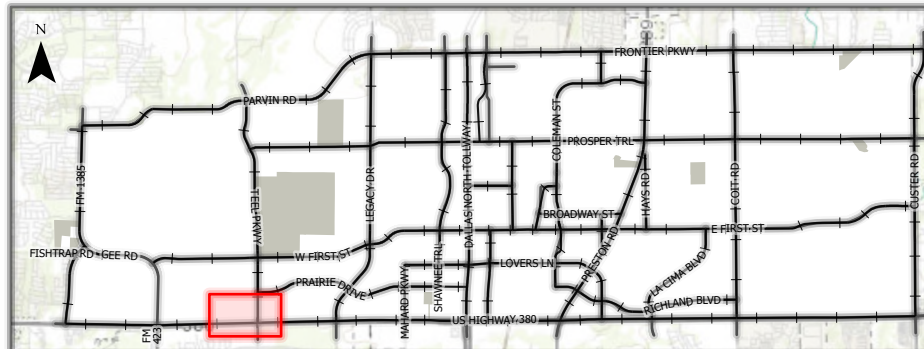 N
FRONTIER PKWY
PARVIN RD
COLEMAN ST
PROSPER TRL
FM 1385
TEEL PKWY
LEGACY DR
DALLAS NORTH TOLLWAY
HAYS RD
COIT RD
CUSTER RD
BROADWAY ST
E FIRST ST
FISHTRAP RD
GEE RD
W FIRST ST
SHAWNEE TRL
PRESTON RD
LOVERS LN
LA CIMA BLVD
PRAIRIE DRIVE
MAHARD PKWY
RICHLAND BLVD
US HIGHWAY 380
FM
423